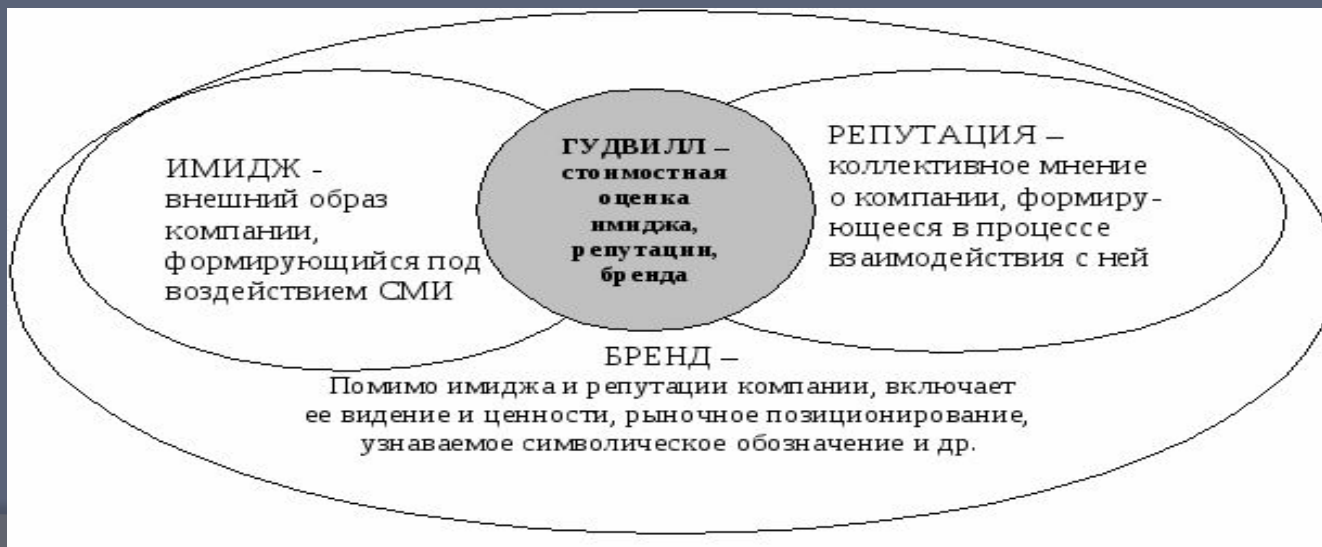 ИМИДЖ -
внешний образ
компании,
формирующийся под
воздействием СМИ
ГУДВИЛЛ –
стоимостная
оценка
имиджа,
репутации,
бренда
РЕПУТАЦИЯ –
коллективное мнение
о компании, формиру-
ющееся в процессе
взаимодействия с ней
БРЕНД –
Помимо имиджа и репутации компании, включает
ее видение и ценности, рыночное позиционирование,
узнаваемое символическое обозначение и др.